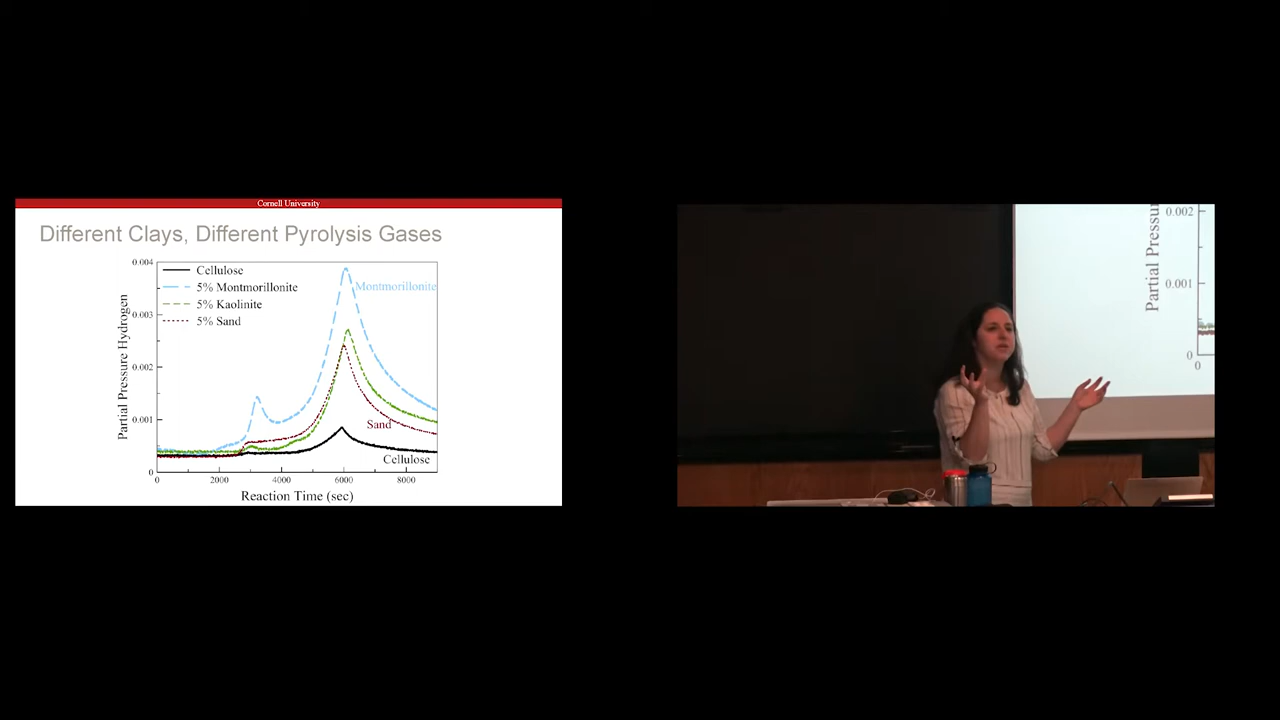 Cornell University
Different Clays, Different Pyrolysis Gases
0.004
0.003
0.002
0.001
0
Partial Pressure Hydrogen
Cellulose
5% Montmorillonite
5% Kaolinite
5% Sand
Montmorillonite
Sand
Cellulose
0
2000
4000
6000
8000
Reaction Time (sec)
Partial Pressu
0.002
0.001
0
0